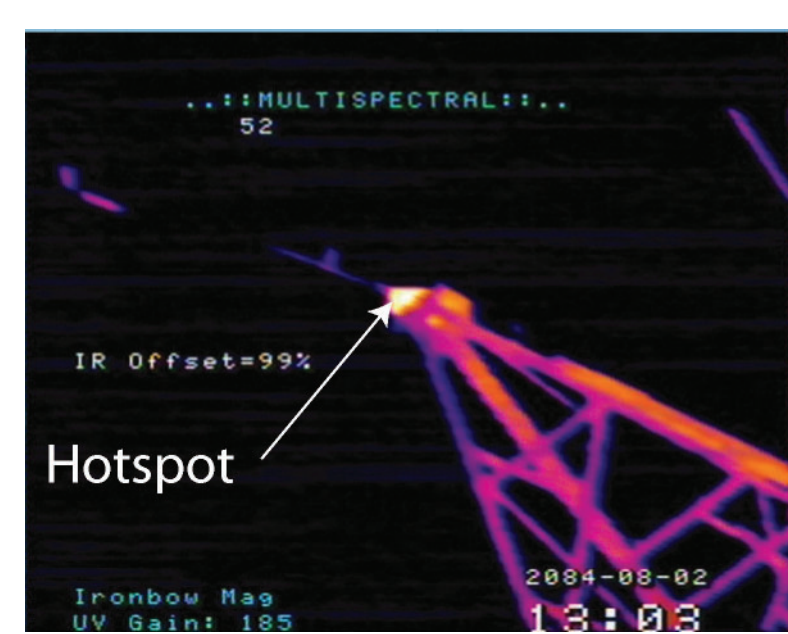 ..::MULTISPECTRAL::..
52
IR Offset=99%
Hotspot
2084-08-02
13:03
Ironbow Mag
UV Gain: 185